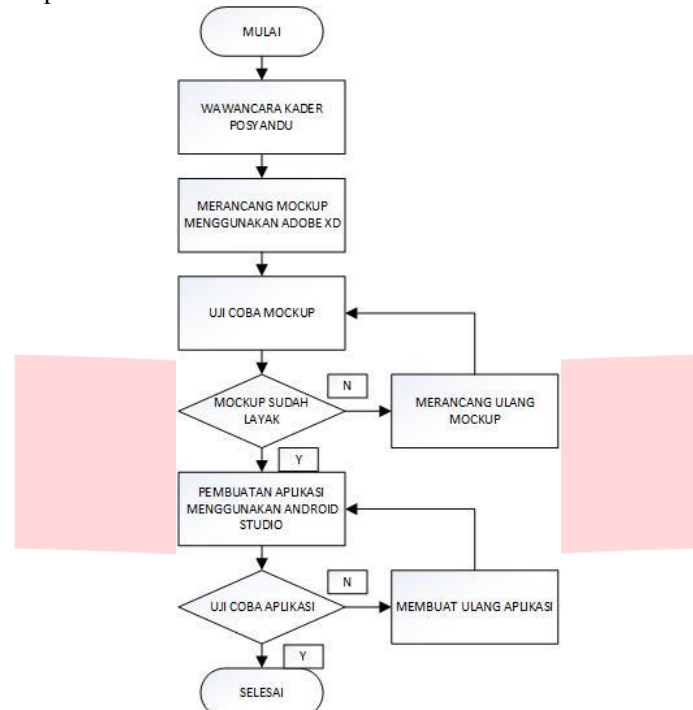 MULAI
WAWANCARA KADER
POSYANDU
MERANCANG MOCKUP
MENGGUNAKAN ADOBE XD
UJI COBA MOCKUP
MOCKUP SUDAH
LAYAK
N
MERANCANG ULANG
MOCKUP
Y
PEMBUATAN APLIKASI
MENGGUNAKAN ANDROID
STUDIO
UJI COBA APLIKASI
N
MEMBUAT ULANG APLIKASI
Y
SELESAI